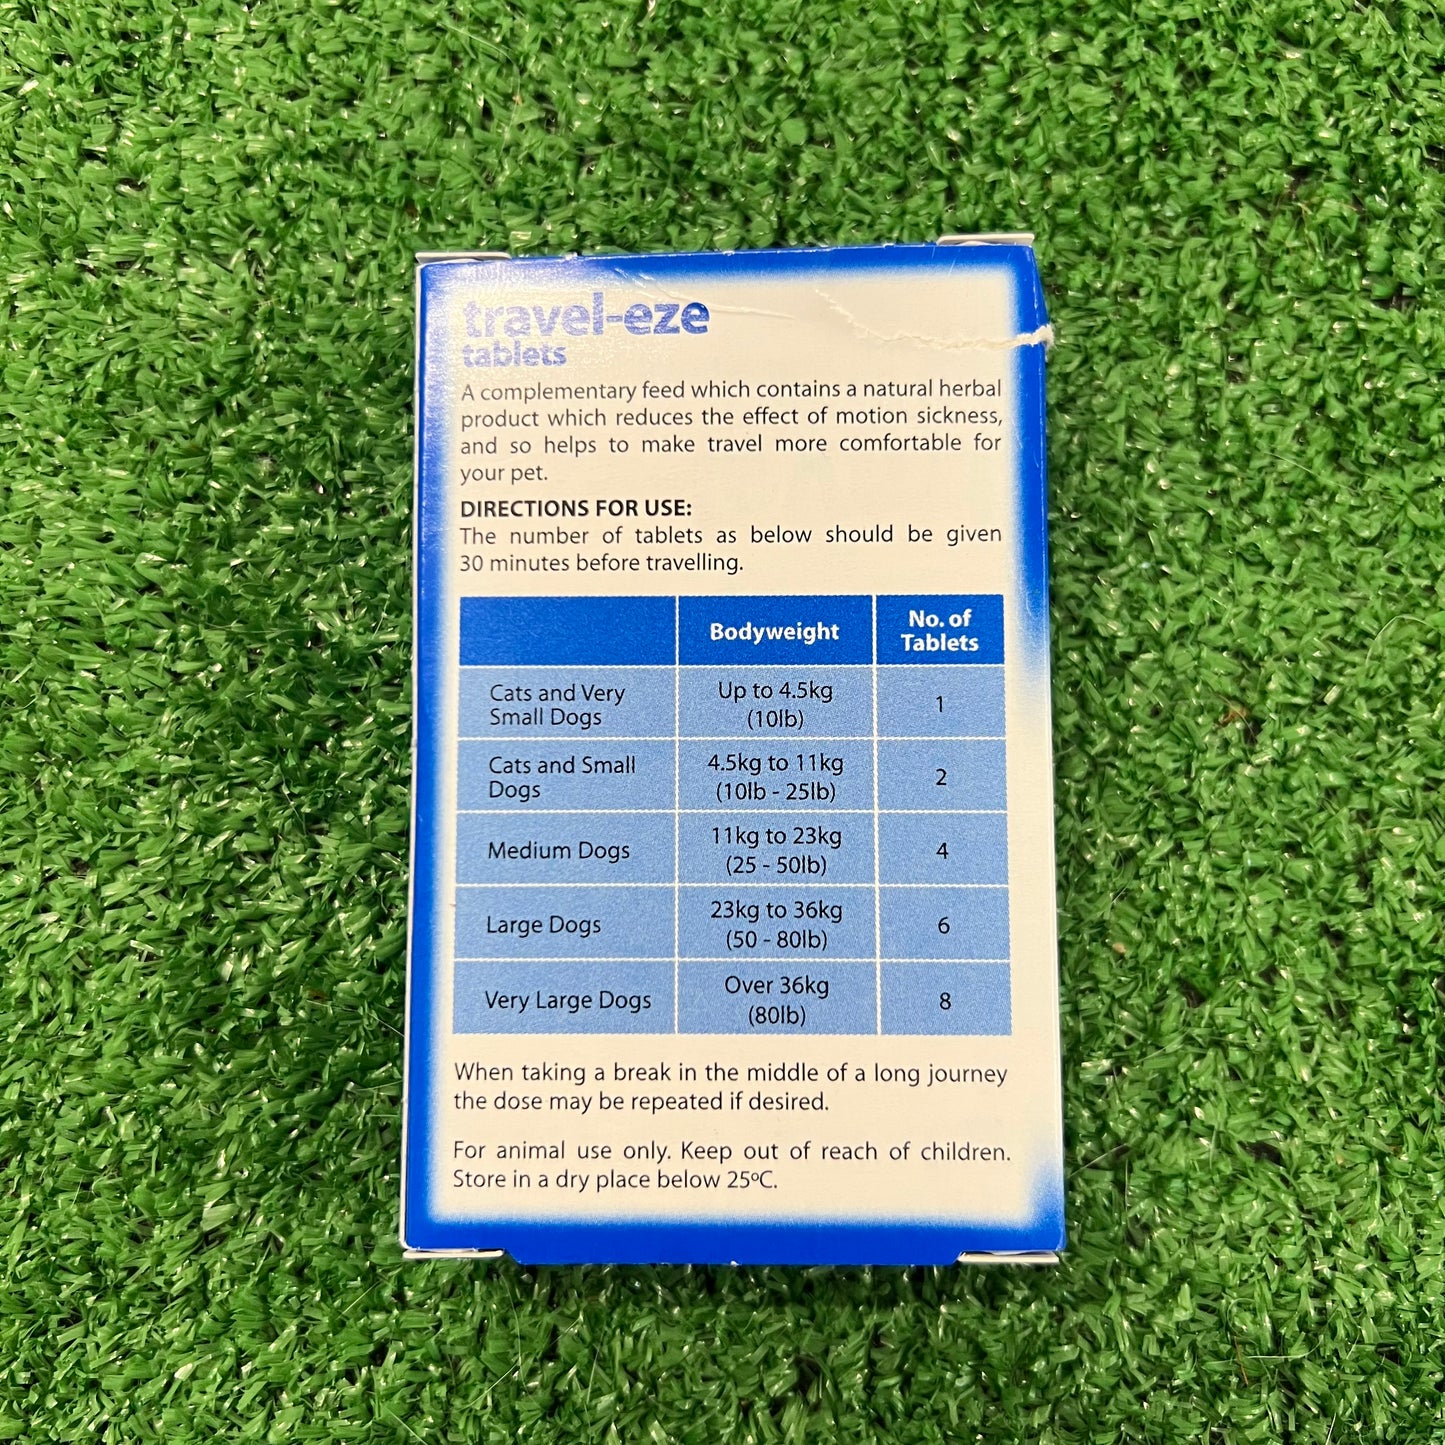 travel-eze
tablets
A complementary feed which contains a natural herbal
product which reduces the effect of motion sickness,
and so helps to make travel more comfortable for
your pet.
DIRECTIONS FOR USE:
The number of tablets as below should be given
30 minutes before travelling.
Bodyweight
No. of
Tablets
Cats and Very
Small Dogs
Up to 4.5kg
(10lb)
1
Cats and Small
Dogs
4.5kg to 11kg
(10lb - 25lb)
2
Medium Dogs
11kg to 23kg
(25 - 50lb)
4
Large Dogs
23kg to 36kg
(50 - 80lb)
6
Very Large Dogs
Over 36kg
(80lb)
8
When taking a break in the middle of a long journey
the dose may be repeated if desired.
For animal use only. Keep out of reach of children.
Store in a dry place below 25ºC.